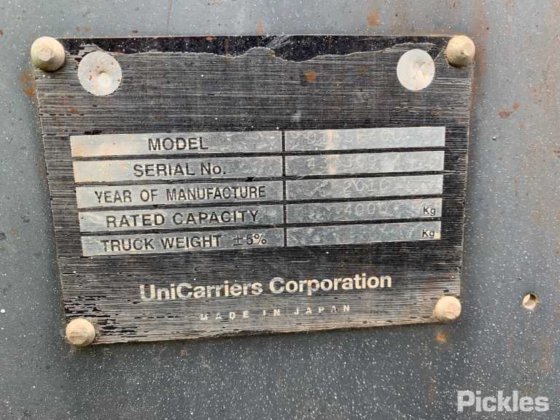 MODEL
SERIAL No.
YEAR OF MANUFACTURE
RATED CAPACITY Kg
TRUCK WEIGHT ±5% Kg
UniCarriers Corporation
MADE IN JAPAN
Pickles